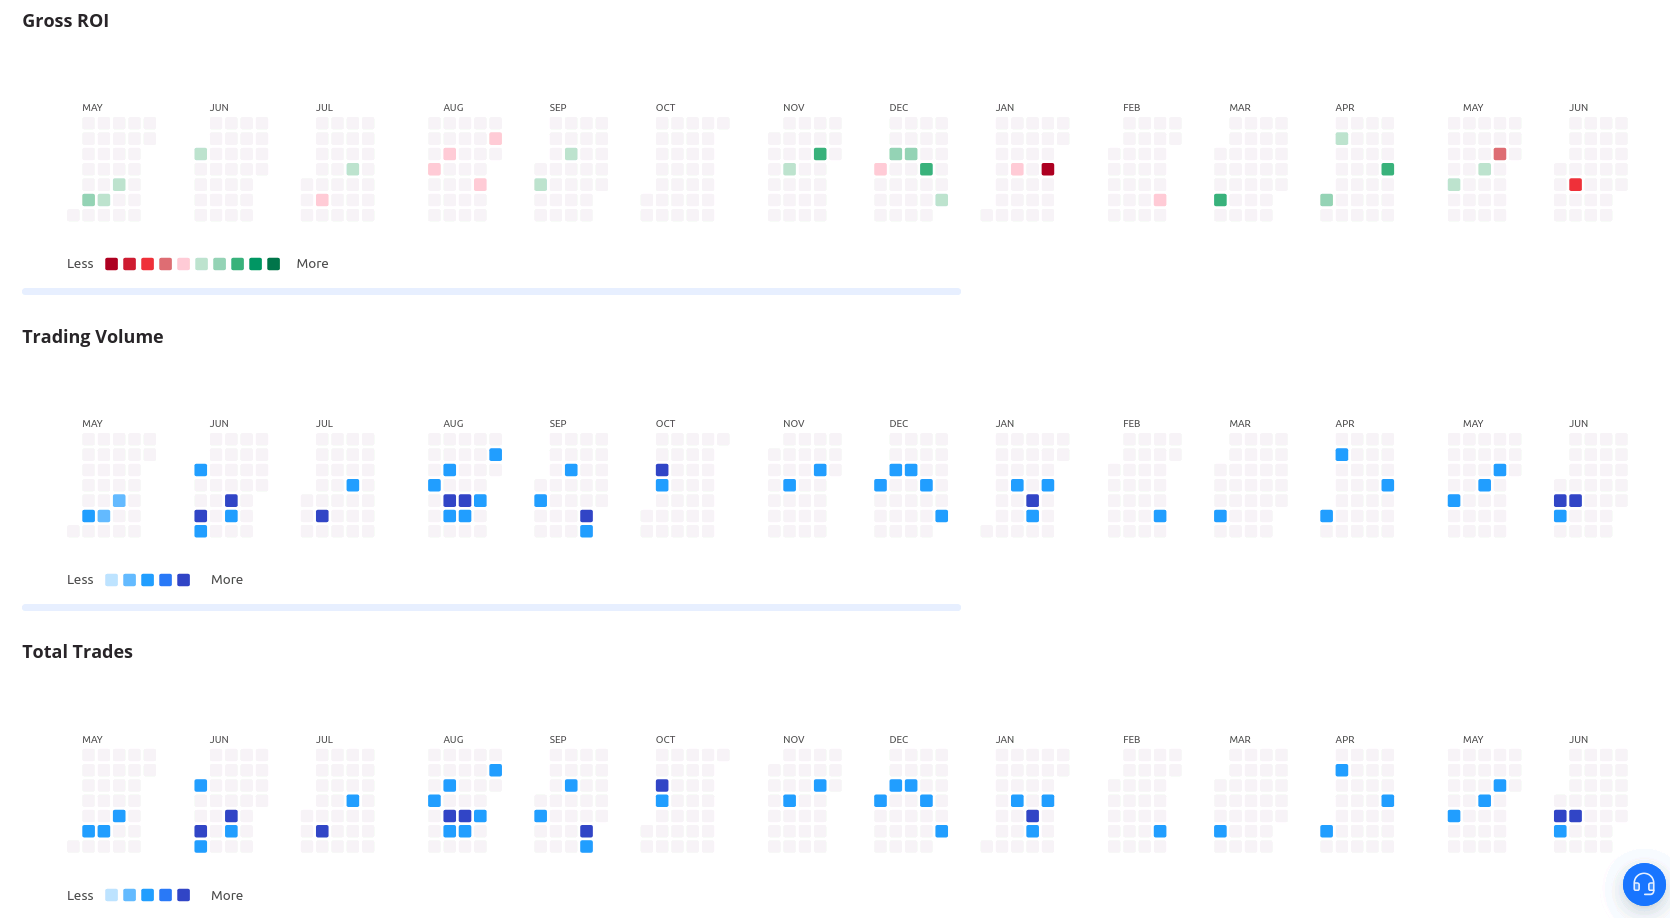 Gross ROI
MAY JUN JUL AUG SEP OCT NOV DEC JAN FEB MAR APR MAY JUN
Less More
Trading Volume
MAY JUN JUL AUG SEP OCT NOV DEC JAN FEB MAR APR MAY JUN
Less More
Total Trades
MAY JUN JUL AUG SEP OCT NOV DEC JAN FEB MAR APR MAY JUN
Less More